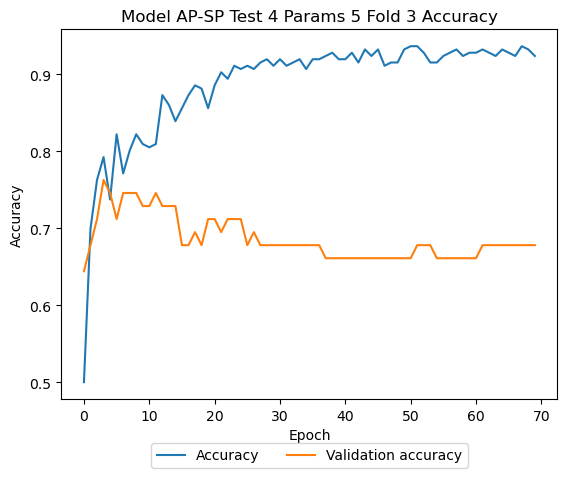 Model AP-SP Test 4 Params 5 Fold 3 Accuracy
Accuracy
0.9
0.8
0.7
0.6
0.5
0 10 20 30 40 50 60 70
Epoch
Accuracy Validation accuracy